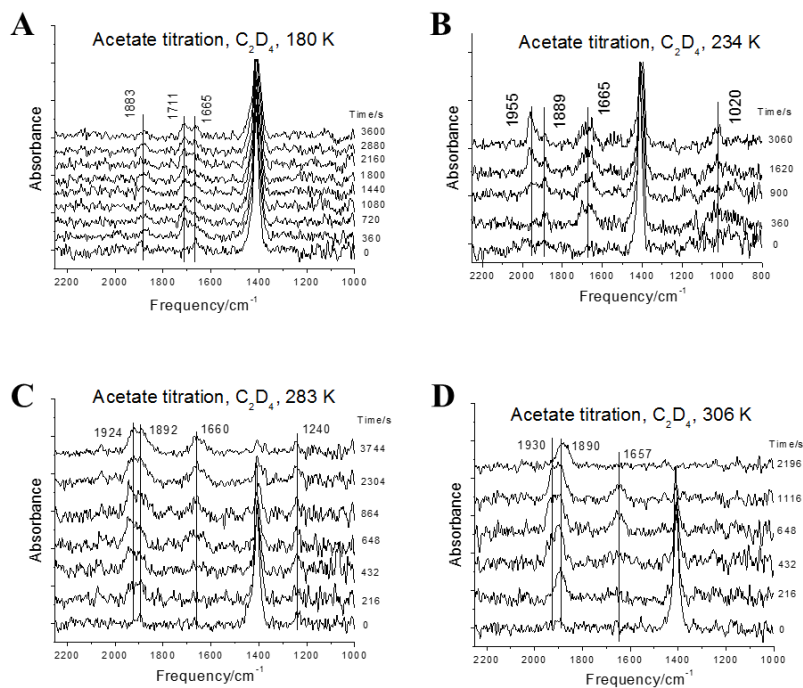 A
Acetate titration, C₂D₄, 180 K
1883
1711
1665
Time/s
3600
2880
2160
1800
1440
1080
720
360
0
Absorbance
2200 2000 1800 1600 1400 1200 1000
Frequency/cm⁻¹
B
Acetate titration, C₂D₄, 234 K
1955
1889
1665
1020
Time/s
3060
1620
900
360
0
Absorbance
2200 2000 1800 1600 1400 1200 1000 800
Frequency/cm⁻¹
C
Acetate titration, C₂D₄, 283 K
1924 1892 1660 1240
Time/s
3744
2304
864
648
432
216
0
Absorbance
2200 2000 1800 1600 1400 1200 1000
Frequency/cm⁻¹
D
Acetate titration, C₂D₄, 306 K
1930 1890 1657
Time/s
2196
1116
648
432
216
0
Absorbance
2200 2000 1800 1600 1400 1200 1000
Frequency/cm⁻¹